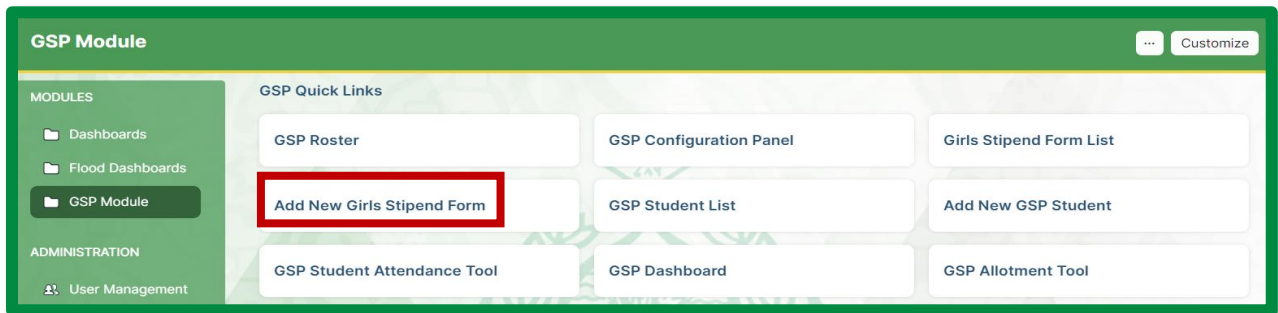 GSP Module
... Customize
MODULES
Dashboards
Flood Dashboards
GSP Module
ADMINISTRATION
User Management
GSP Quick Links
GSP Roster
GSP Configuration Panel
Girls Stipend Form List
Add New Girls Stipend Form
GSP Student List
Add New GSP Student
GSP Student Attendance Tool
GSP Dashboard
GSP Allotment Tool